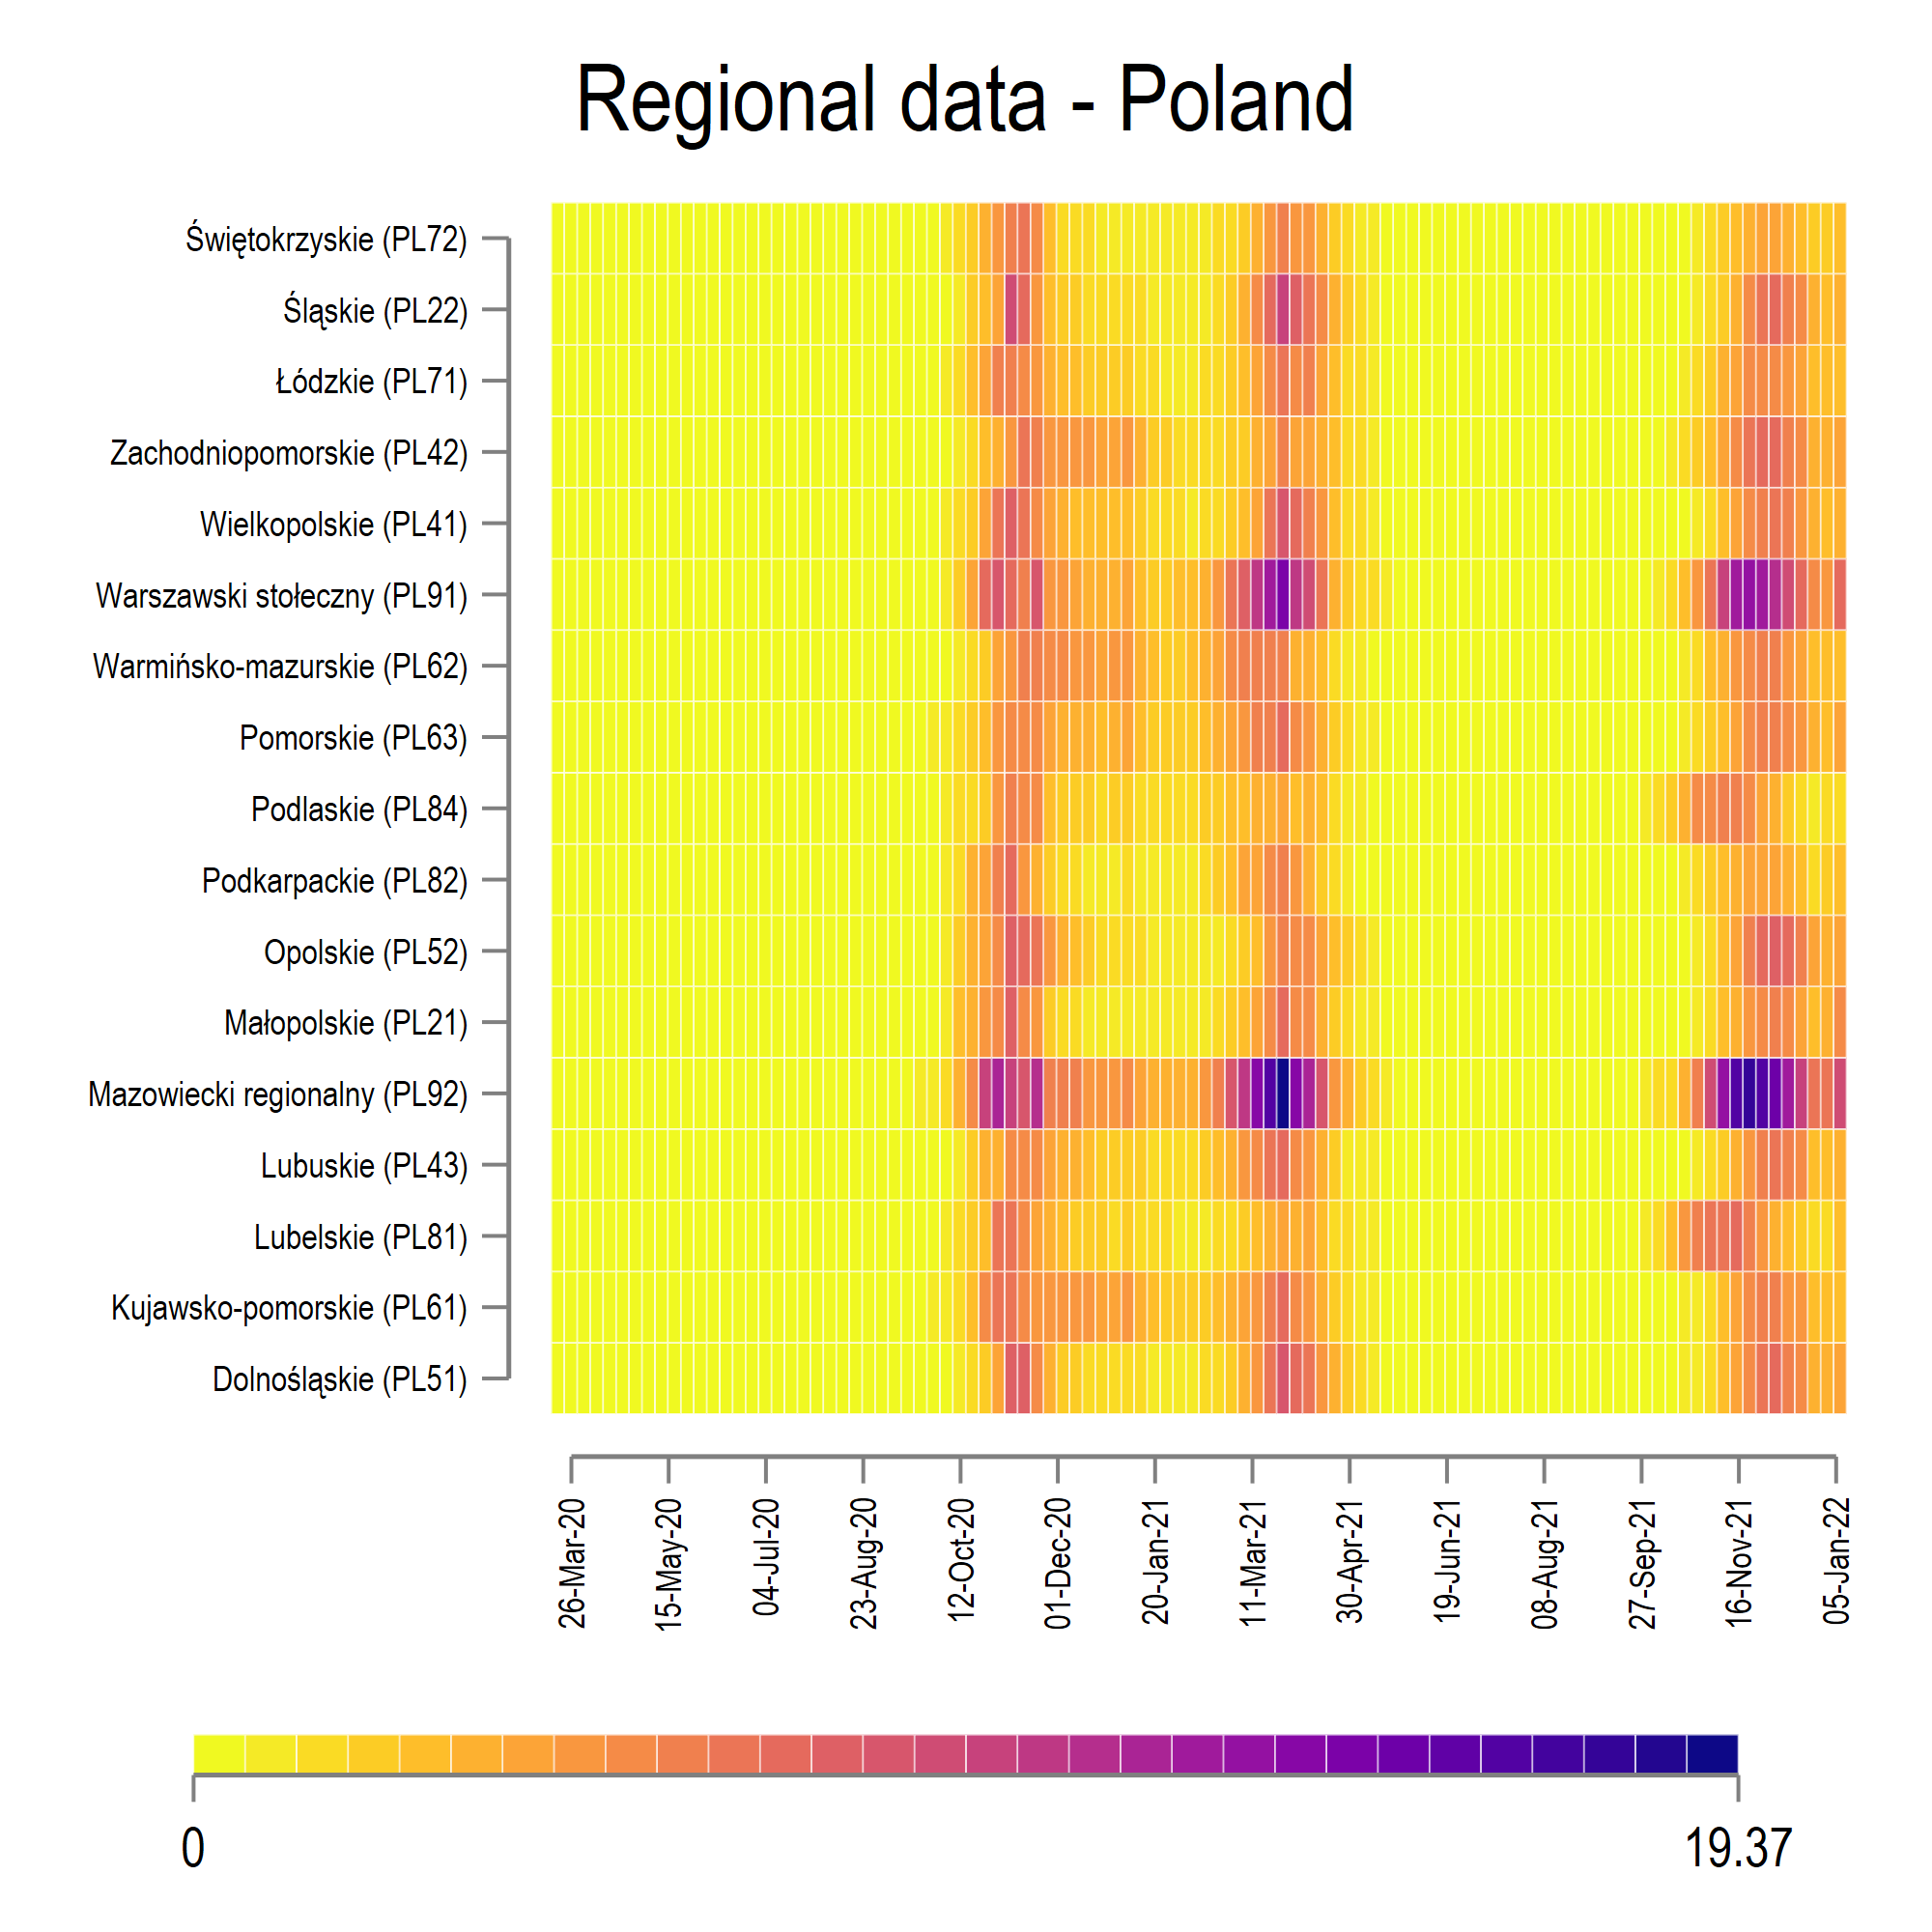 Regional data - Poland
Świętokrzyskie (PL72)
Śląskie (PL22)
Łódzkie (PL71)
Zachodniopomorskie (PL42)
Wielkopolskie (PL41)
Warszawski stołeczny (PL91)
Warmińsko-mazurskie (PL62)
Pomorskie (PL63)
Podlaskie (PL84)
Podkarpackie (PL82)
Opolskie (PL52)
Małopolskie (PL21)
Mazowiecki regionalny (PL92)
Lubuskie (PL43)
Lubelskie (PL81)
Kujawsko-pomorskie (PL61)
Dolnośląskie (PL51)
26-Mar-20
15-May-20
04-Jul-20
23-Aug-20
12-Oct-20
01-Dec-20
20-Jan-21
11-Mar-21
30-Apr-21
19-Jun-21
08-Aug-21
27-Sep-21
16-Nov-21
05-Jan-22
0
19.37